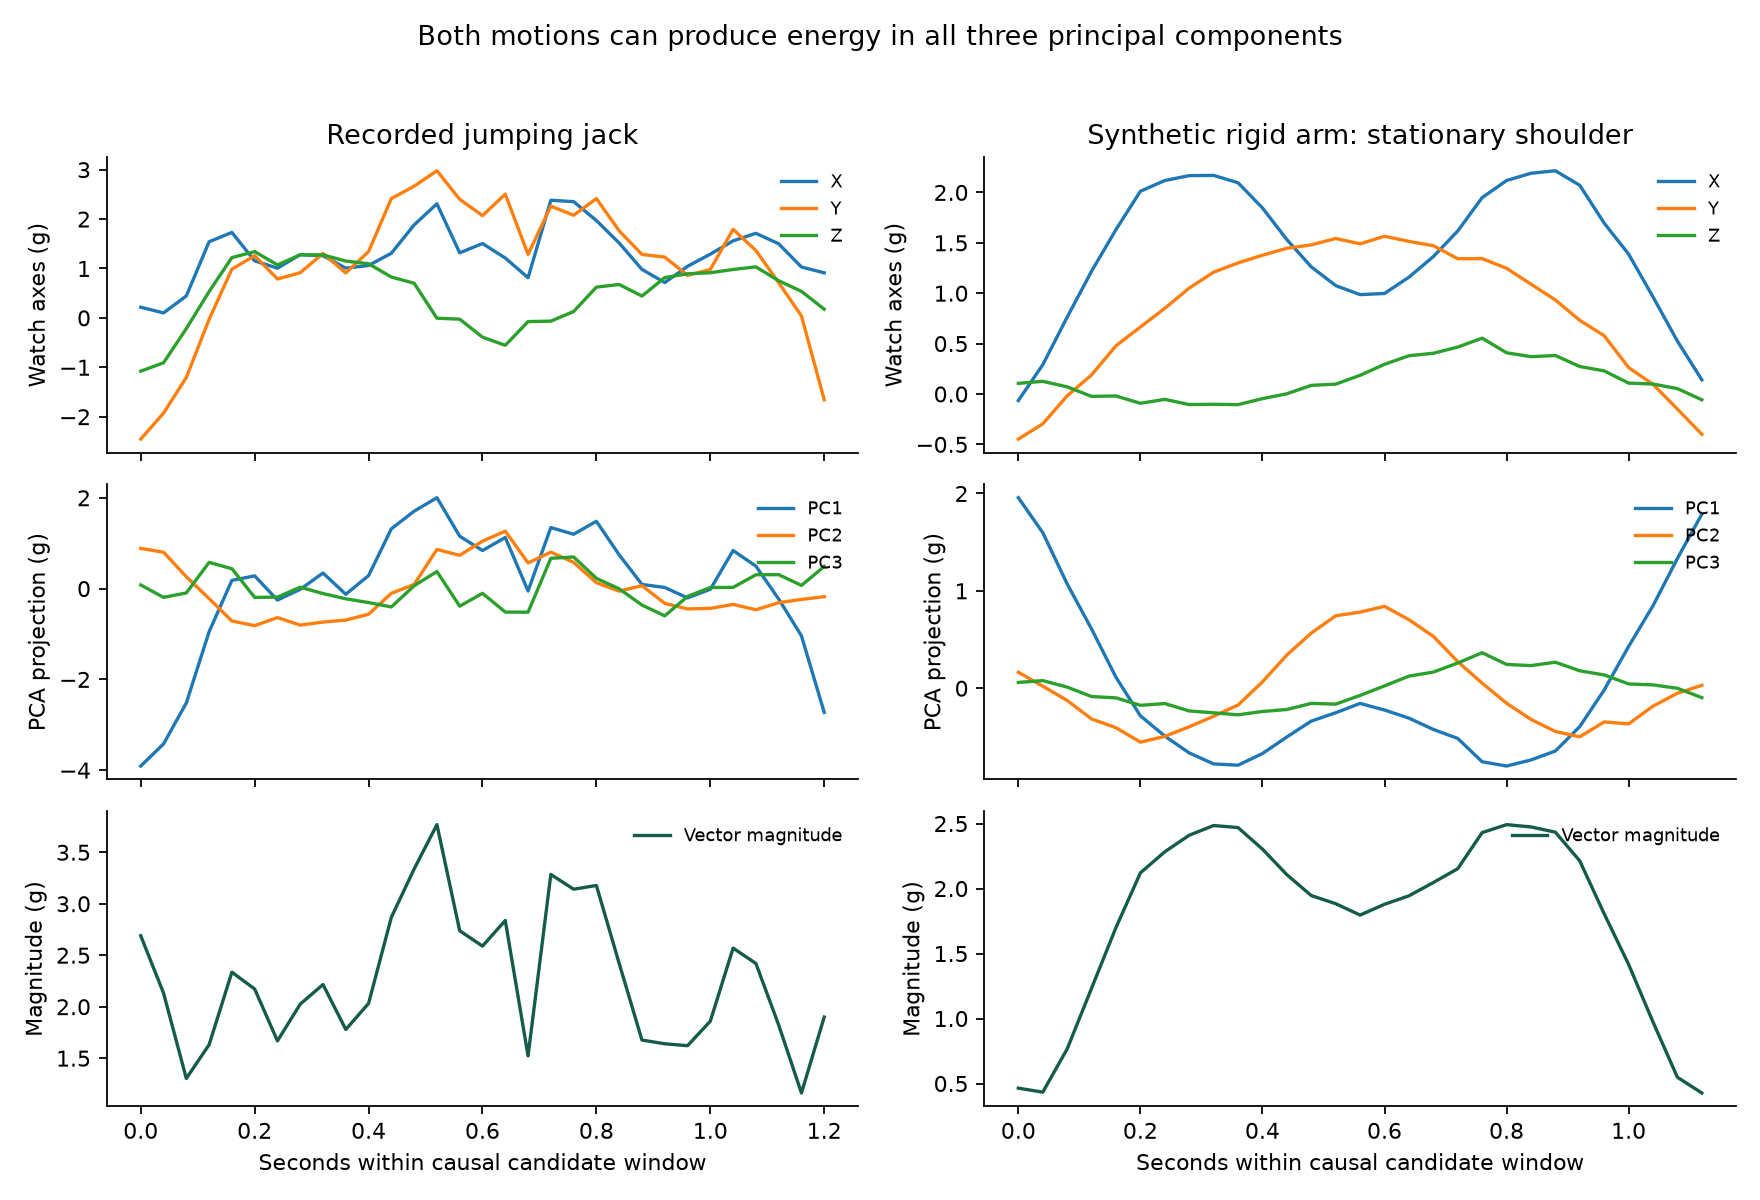 Both motions can produce energy in all three principal components
Recorded jumping jack
Synthetic rigid arm: stationary shoulder
Watch axes (g)
3
2
1
0
−1
−2
X
Y
Z
Watch axes (g)
2.0
1.5
1.0
0.5
0.0
−0.5
X
Y
Z
PCA projection (g)
2
0
−2
−4
PC1
PC2
PC3
PCA projection (g)
2
1
0
PC1
PC2
PC3
Magnitude (g)
3.5
3.0
2.5
2.0
1.5
Vector magnitude
0.0 0.2 0.4 0.6 0.8 1.0 1.2
Seconds within causal candidate window
Magnitude (g)
2.5
2.0
1.5
1.0
0.5
Vector magnitude
0.0 0.2 0.4 0.6 0.8 1.0
Seconds within causal candidate window